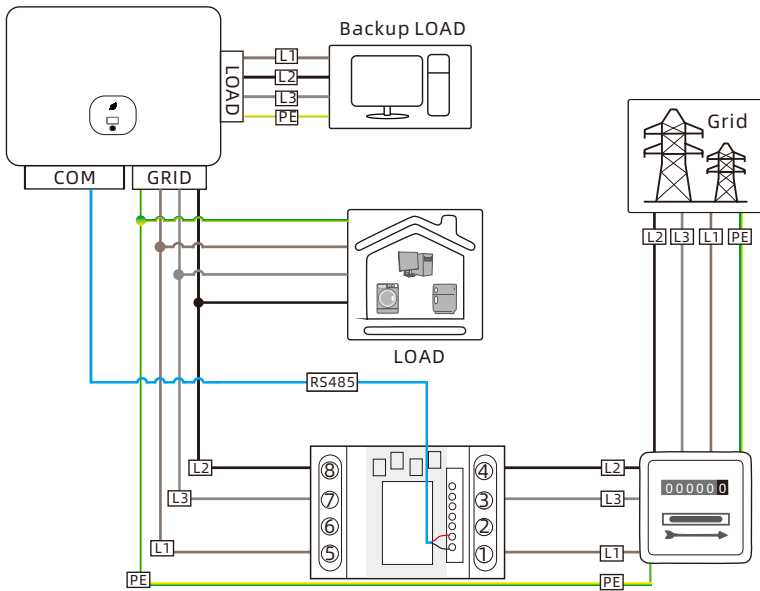 Backup LOAD
LOAD
L1
L2
L3
PE
Grid
COM
GRID
L2
L3
L1
PE
LOAD
RS485
L2
8
4
L2
000000
L3
7
3
L3
6
2
L1
5
1
L1
PE
PE